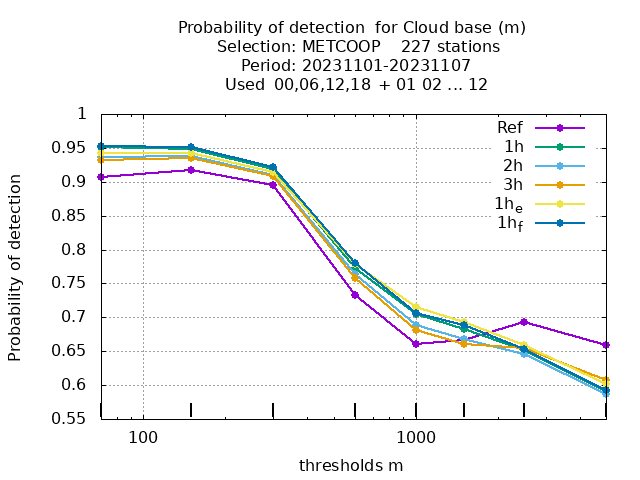 Probability of detection  for Cloud base (m)
Selection: METCOOP    227 stations
Period: 20231101-20231107
Used  00,06,12,18 + 01 02 ... 12
Probability of detection
1
0.95
0.9
0.85
0.8
0.75
0.7
0.65
0.6
0.55
Ref
1h
2h
3h
1he
1hf
100
1000
thresholds m